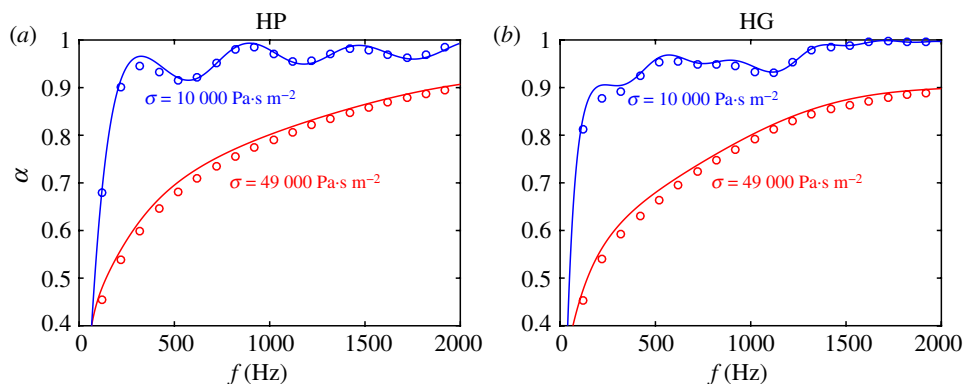 HP
(a)
1
0.9
0.8
0.7
0.6
0.5
0.4
α
σ = 10 000 Pa·s m−2
σ = 49 000 Pa·s m−2
0 500 1000 1500 2000
f (Hz)
HG
(b)
1
0.9
0.8
0.7
0.6
0.5
0.4
σ = 10 000 Pa·s m−2
σ = 49 000 Pa·s m−2
0 500 1000 1500 2000
f (Hz)